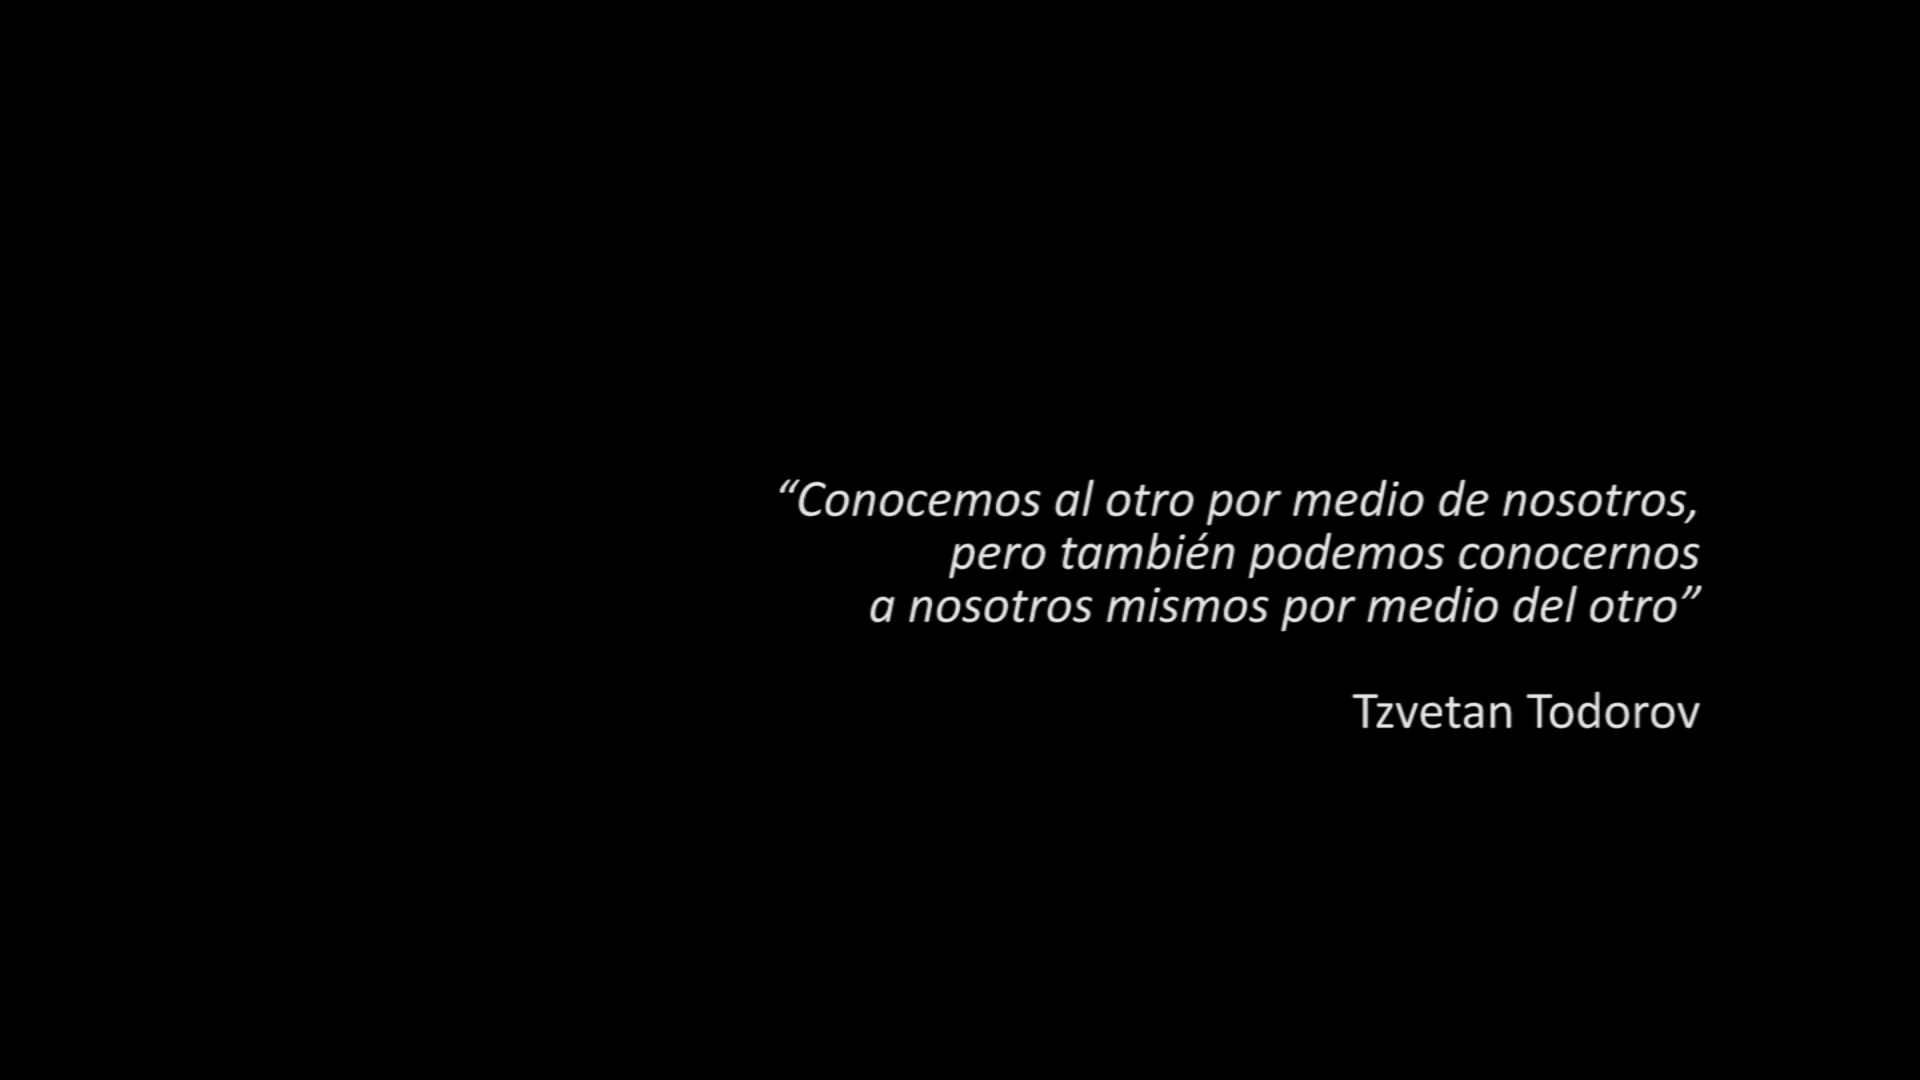 “Conocemos al otro por medio de nosotros,
pero también podemos conocernos
a nosotros mismos por medio del otro”
Tzvetan Todorov